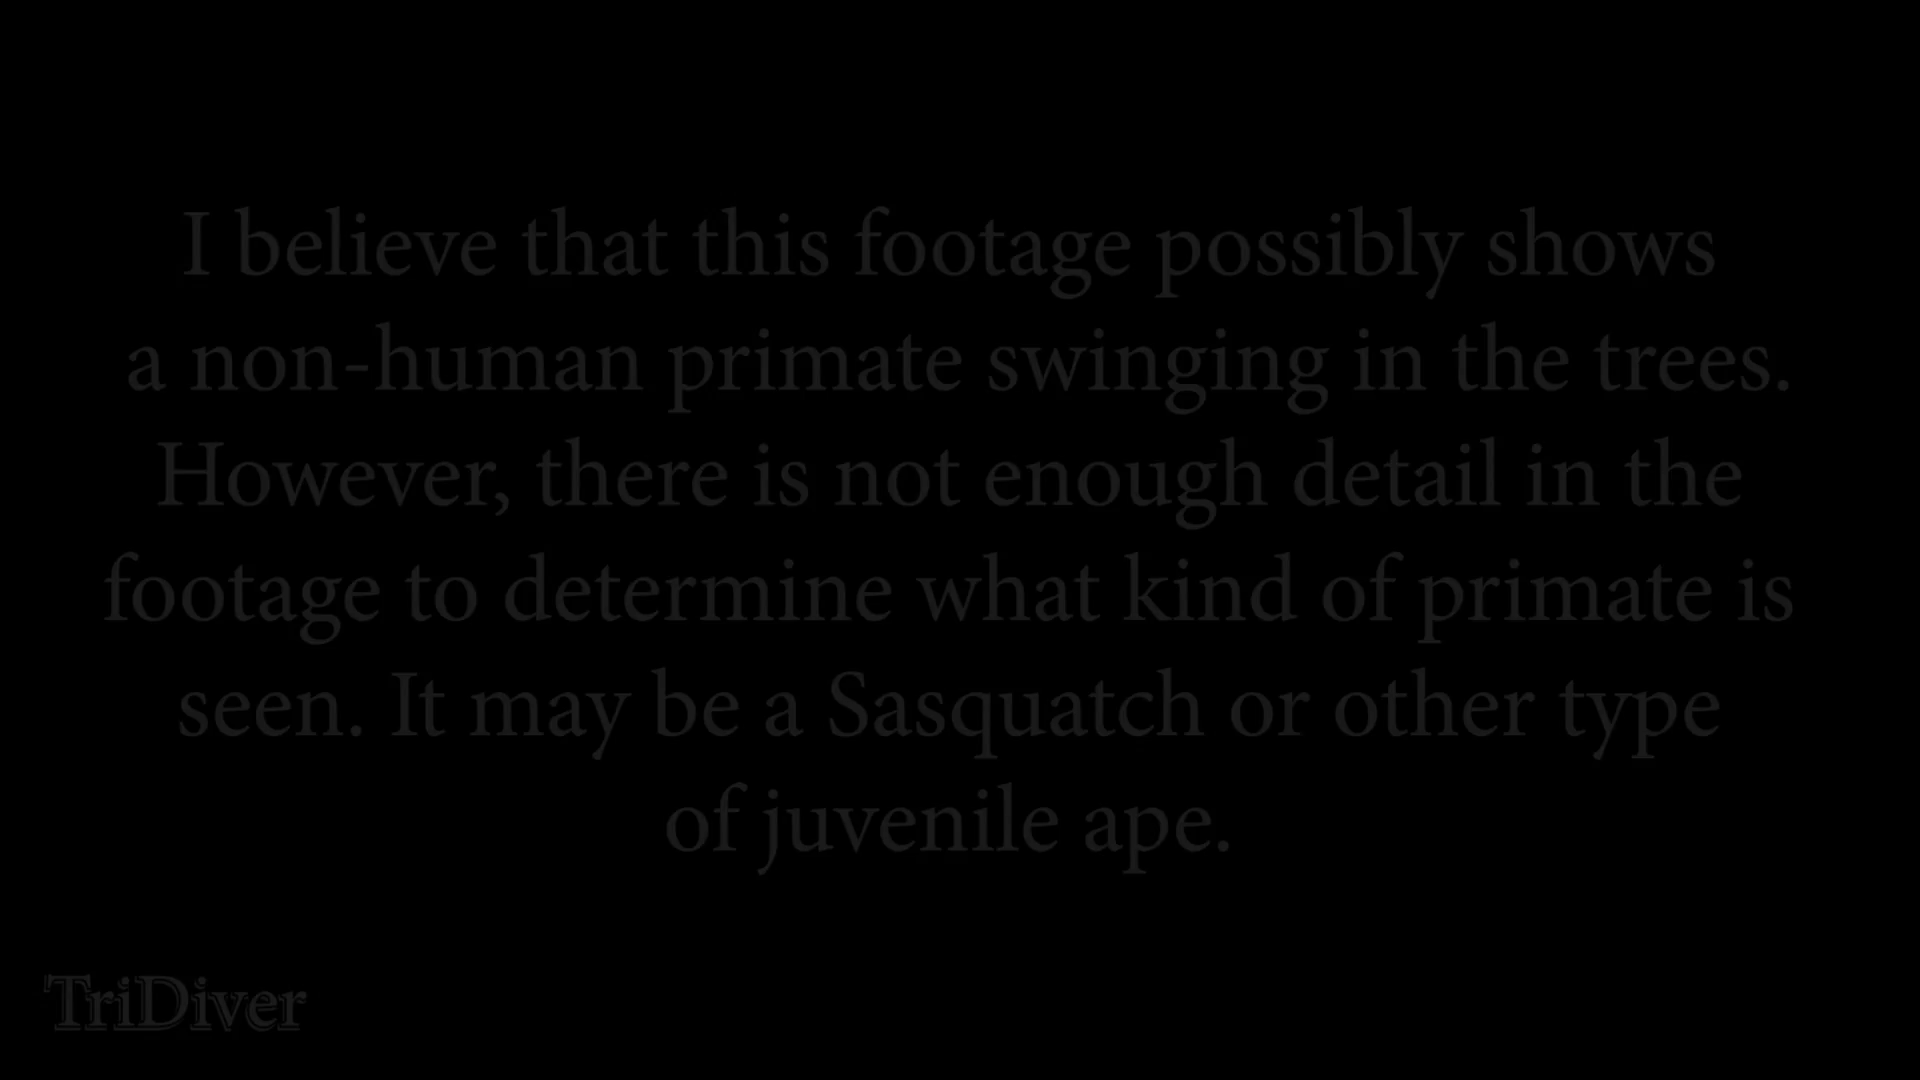 I believe that this footage possibly shows
a non-human primate swinging in the trees.
However, there is not enough detail in the
footage to determine what kind of primate is
seen. It may be a Sasquatch or other type
of juvenile ape.
TriDiver